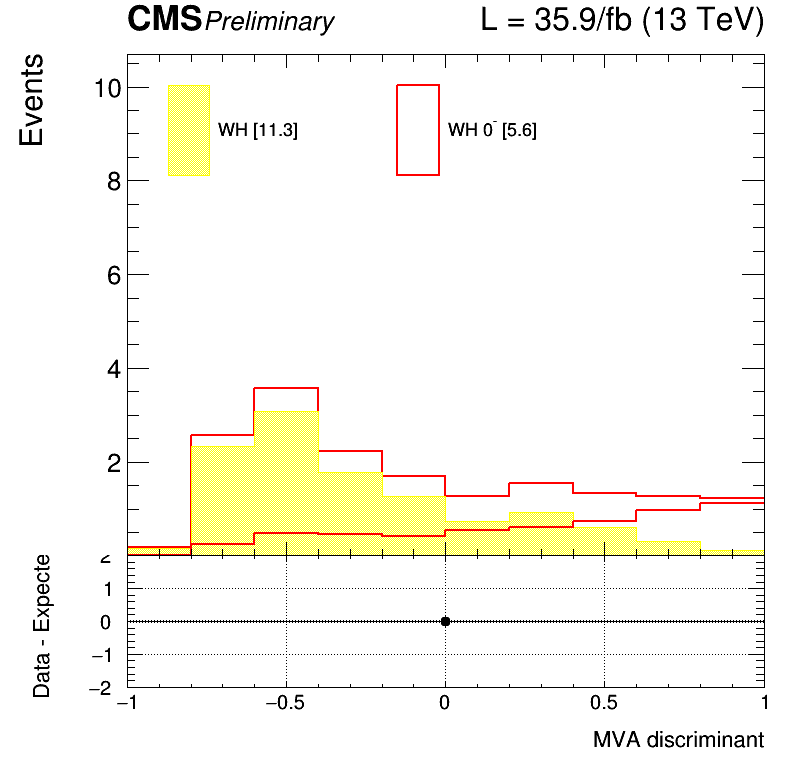 CMS Preliminary L = 35.9/fb (13 TeV)
Events
10
8
6
4
2
WH [11.3]
WH 0⁻ [5.6]
Data - Expecte
2
1
0
−1
−2
−1 −0.5 0 0.5 1
MVA discriminant